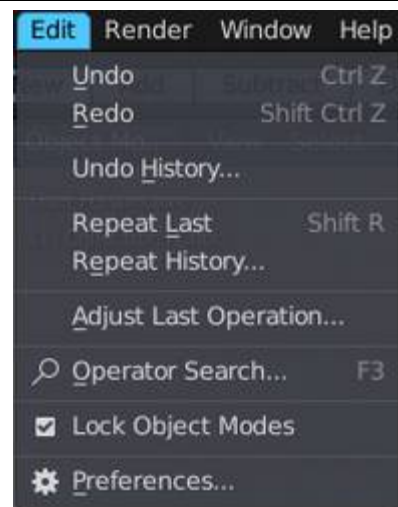 Edit Render Window Help
Undo Ctrl Z
Redo Shift Ctrl Z
Undo History...
Repeat Last Shift R
Repeat History...
Adjust Last Operation...
Operator Search... F3
Lock Object Modes
Preferences...